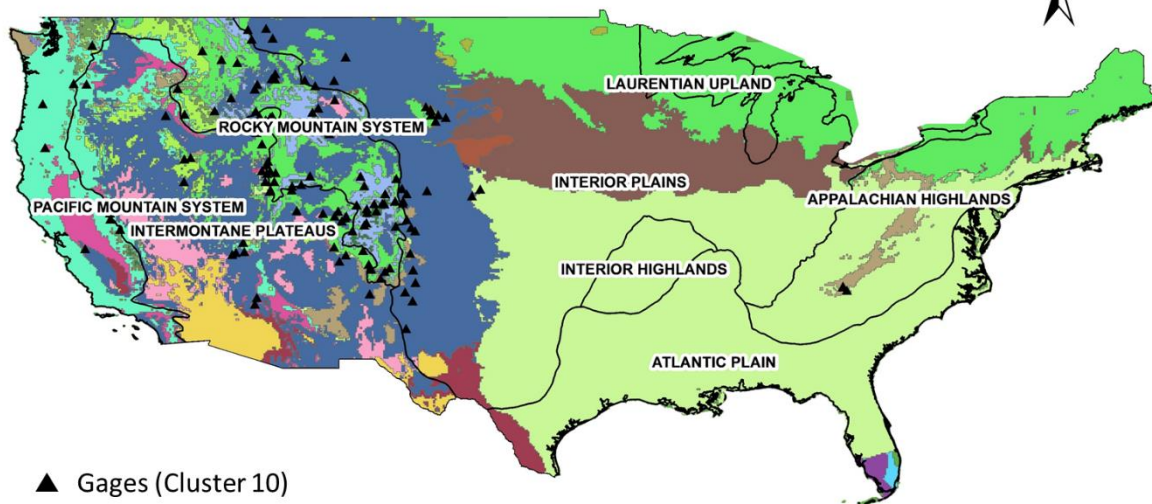 LAURENTIAN UPLAND
ROCKY MOUNTAIN SYSTEM
INTERIOR PLAINS
APPALACHIAN HIGHLANDS
PACIFIC MOUNTAIN SYSTEM
INTERMONTANE PLATEAUS
INTERIOR HIGHLANDS
ATLANTIC PLAIN
Gages (Cluster 10)